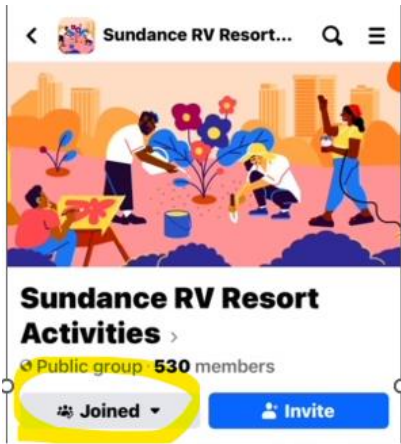 Sundance RV Resort...
Sundance RV Resort
Activities
Public group · 530 members
Joined
Invite